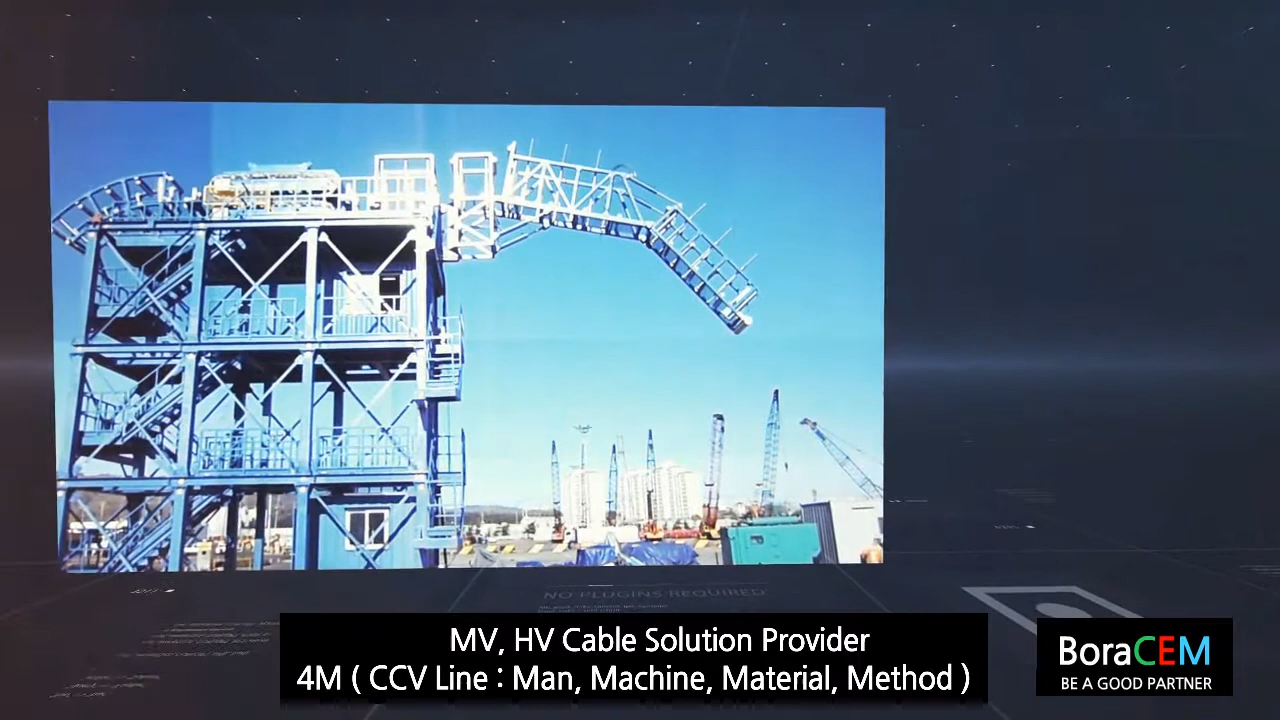 NO PLUGINS REQUIRED
MV, HV Cable Solution Provider
4M ( CCV Line : Man, Machine, Material, Method )
BoraCEM
BE A GOOD PARTNER